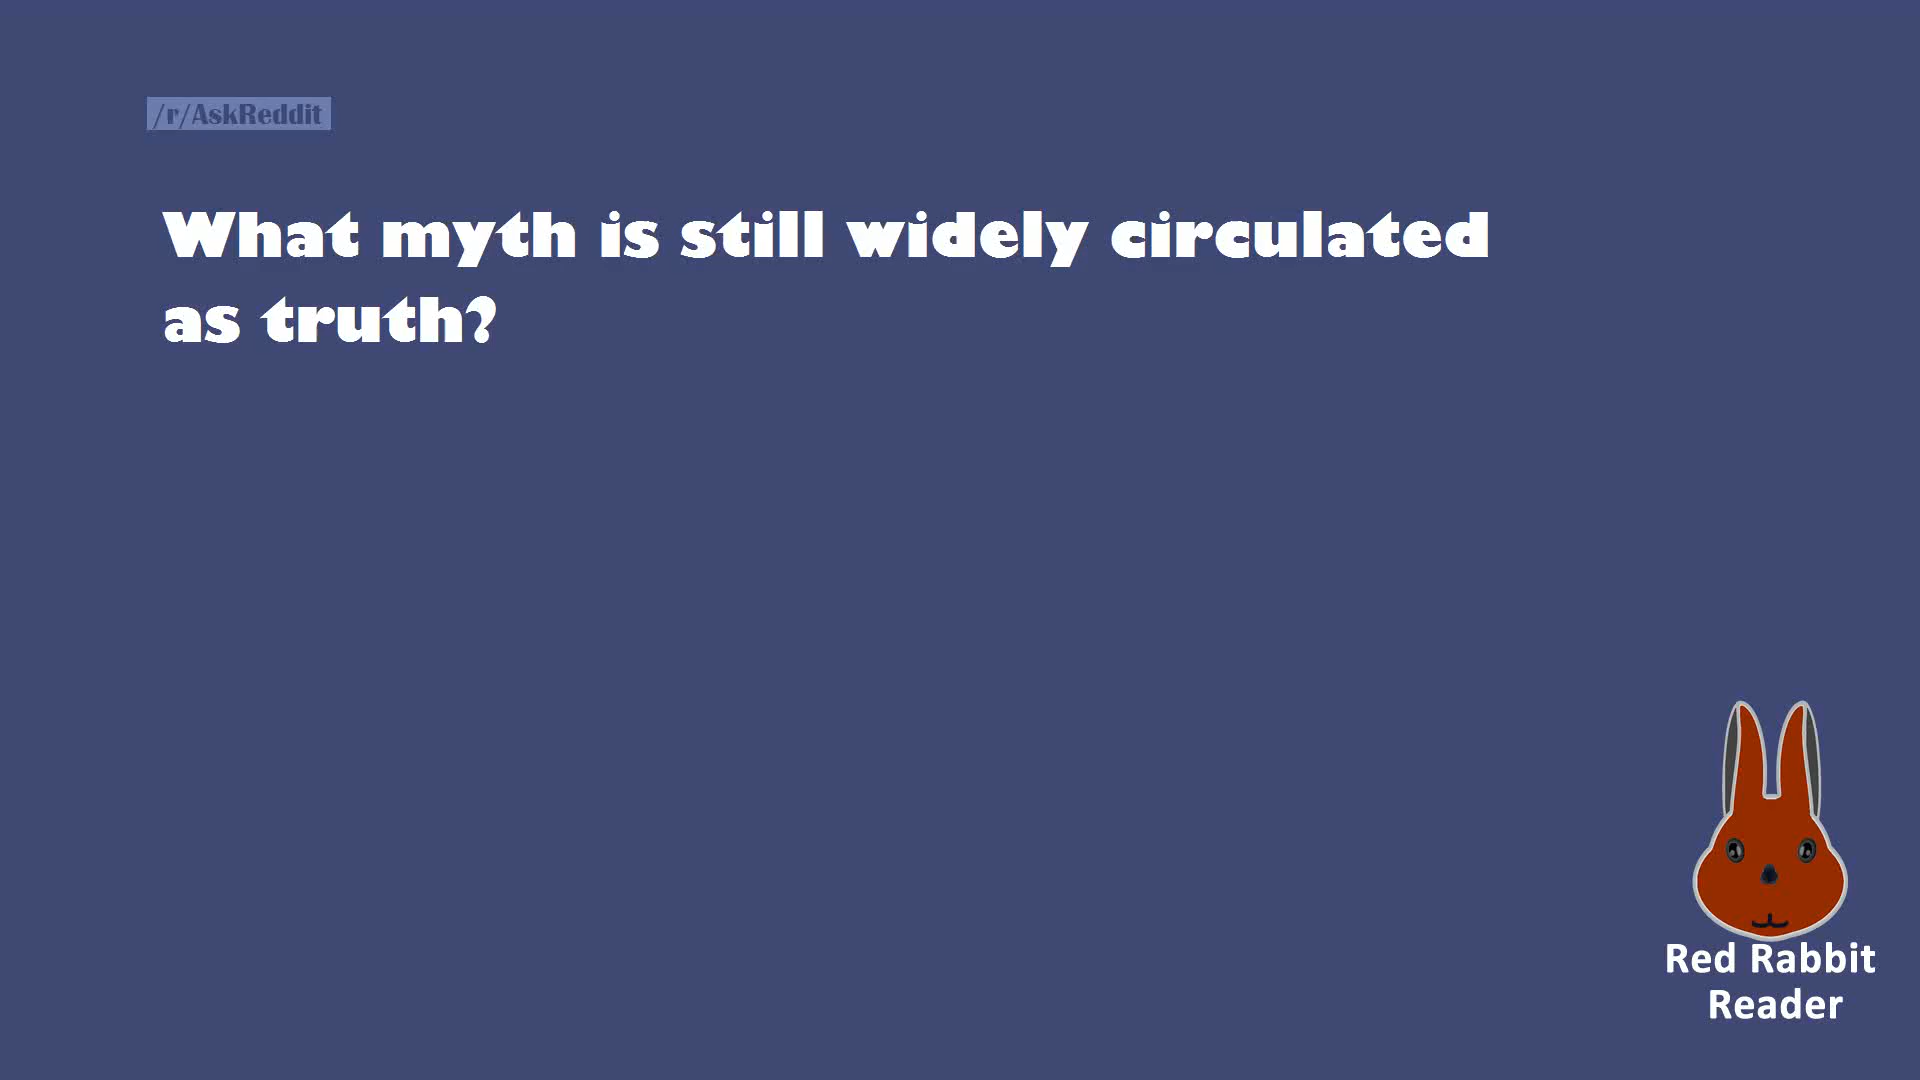 /r/AskReddit
What myth is still widely circulated
as truth?
Red Rabbit
Reader